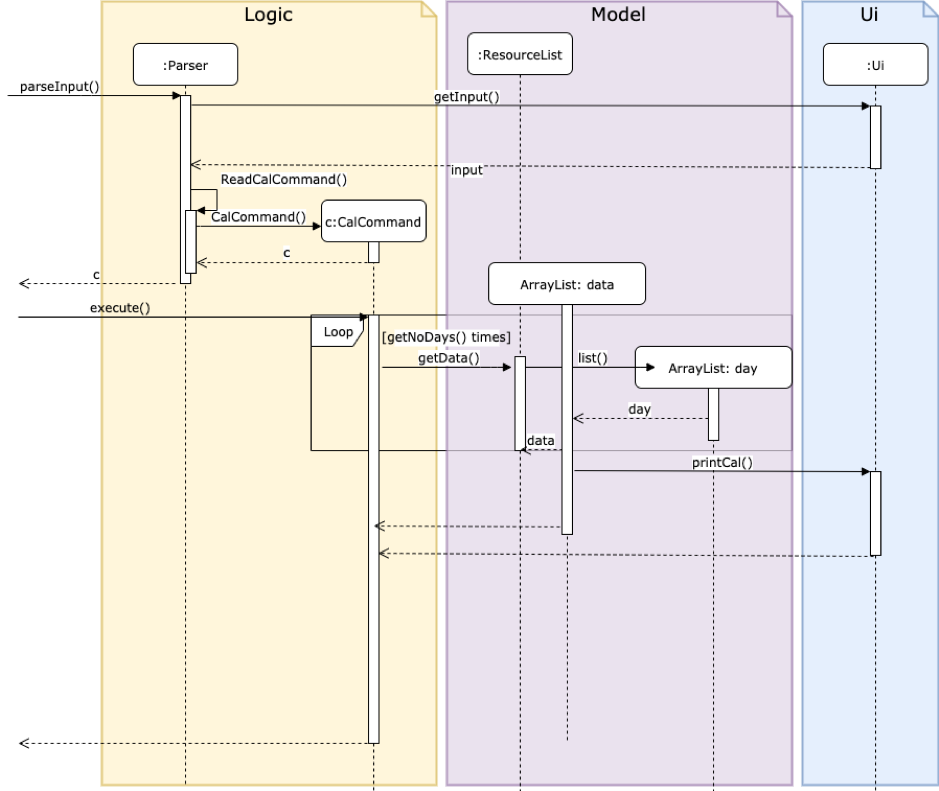 Logic
Model
Ui
:Parser
:ResourceList
:Ui
parseInput()
getInput()
input
ReadCalCommand()
CalCommand()
c:CalCommand
c
c
ArrayList: data
execute()
Loop
[getNoDays() times]
getData()
list()
ArrayList: day
day
data
printCal()